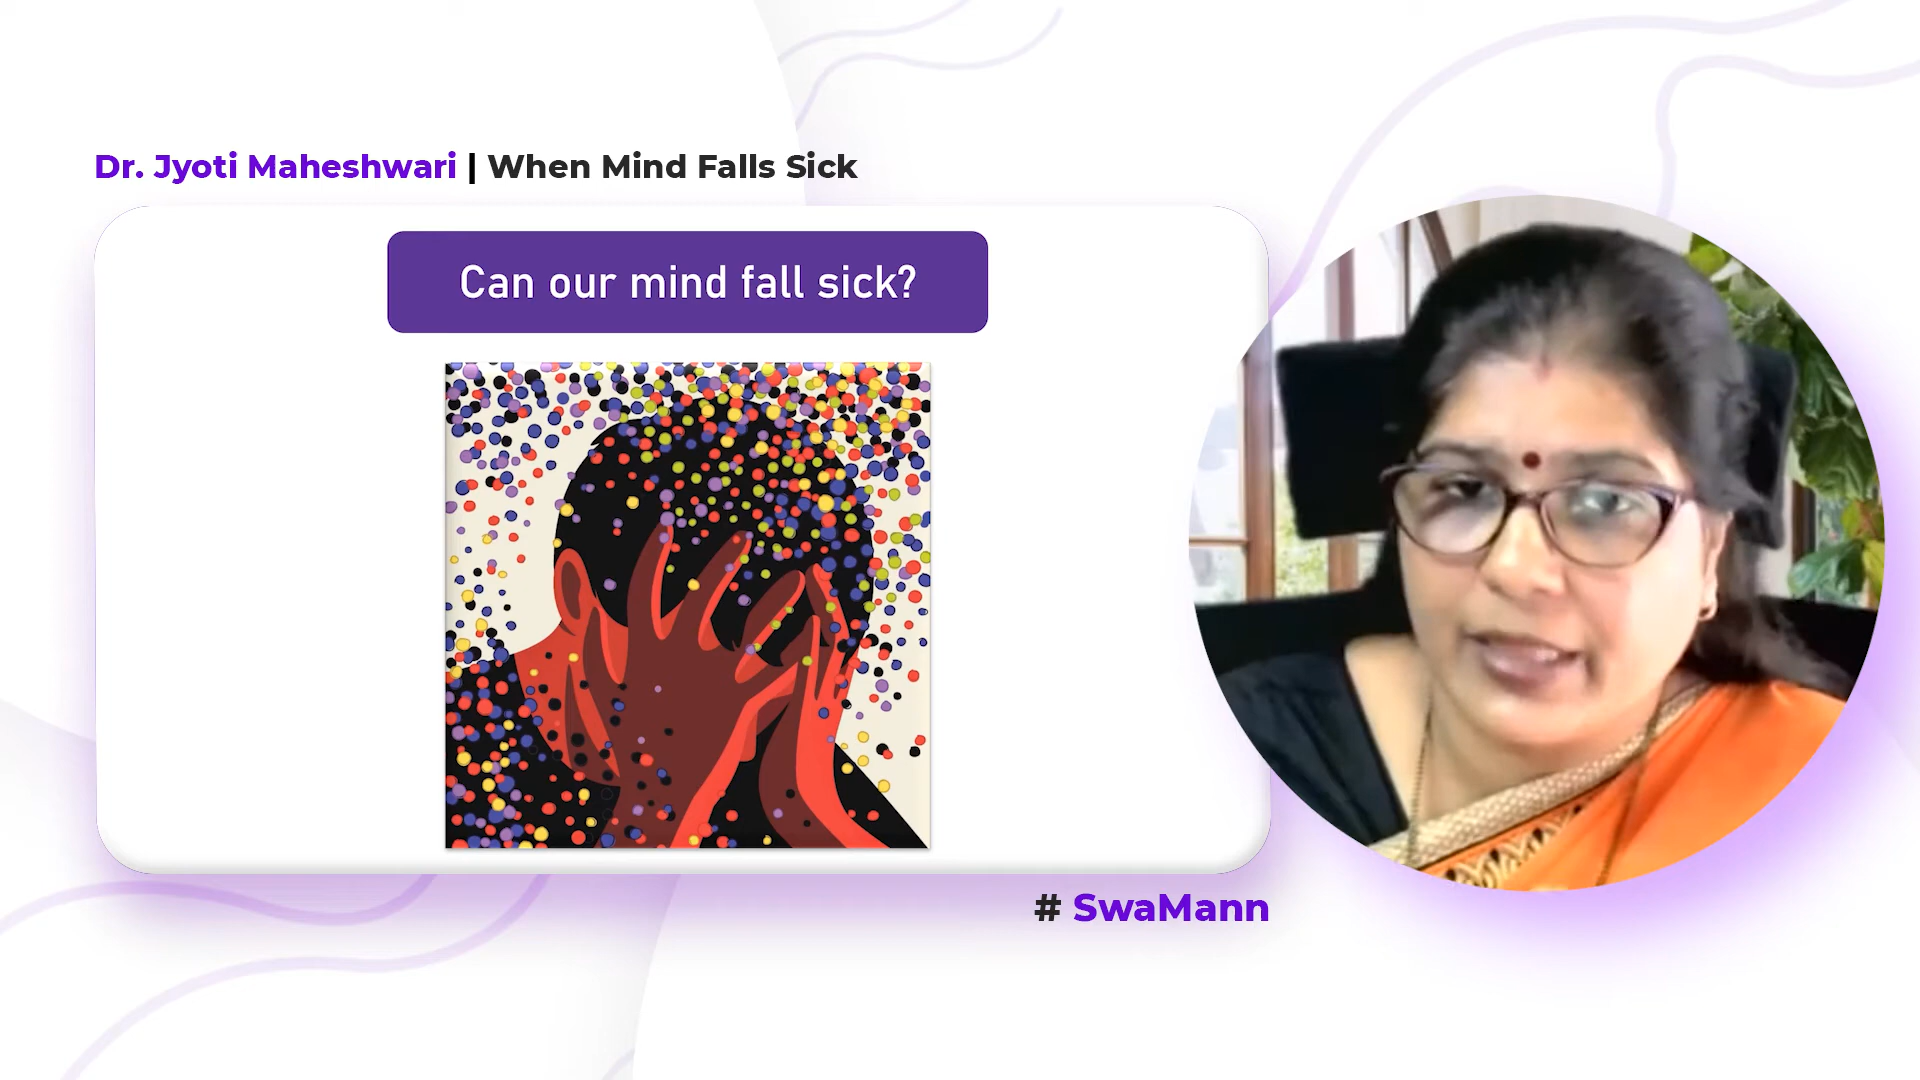 Dr. Jyoti Maheshwari | When Mind Falls Sick
Can our mind fall sick?
# SwaMann